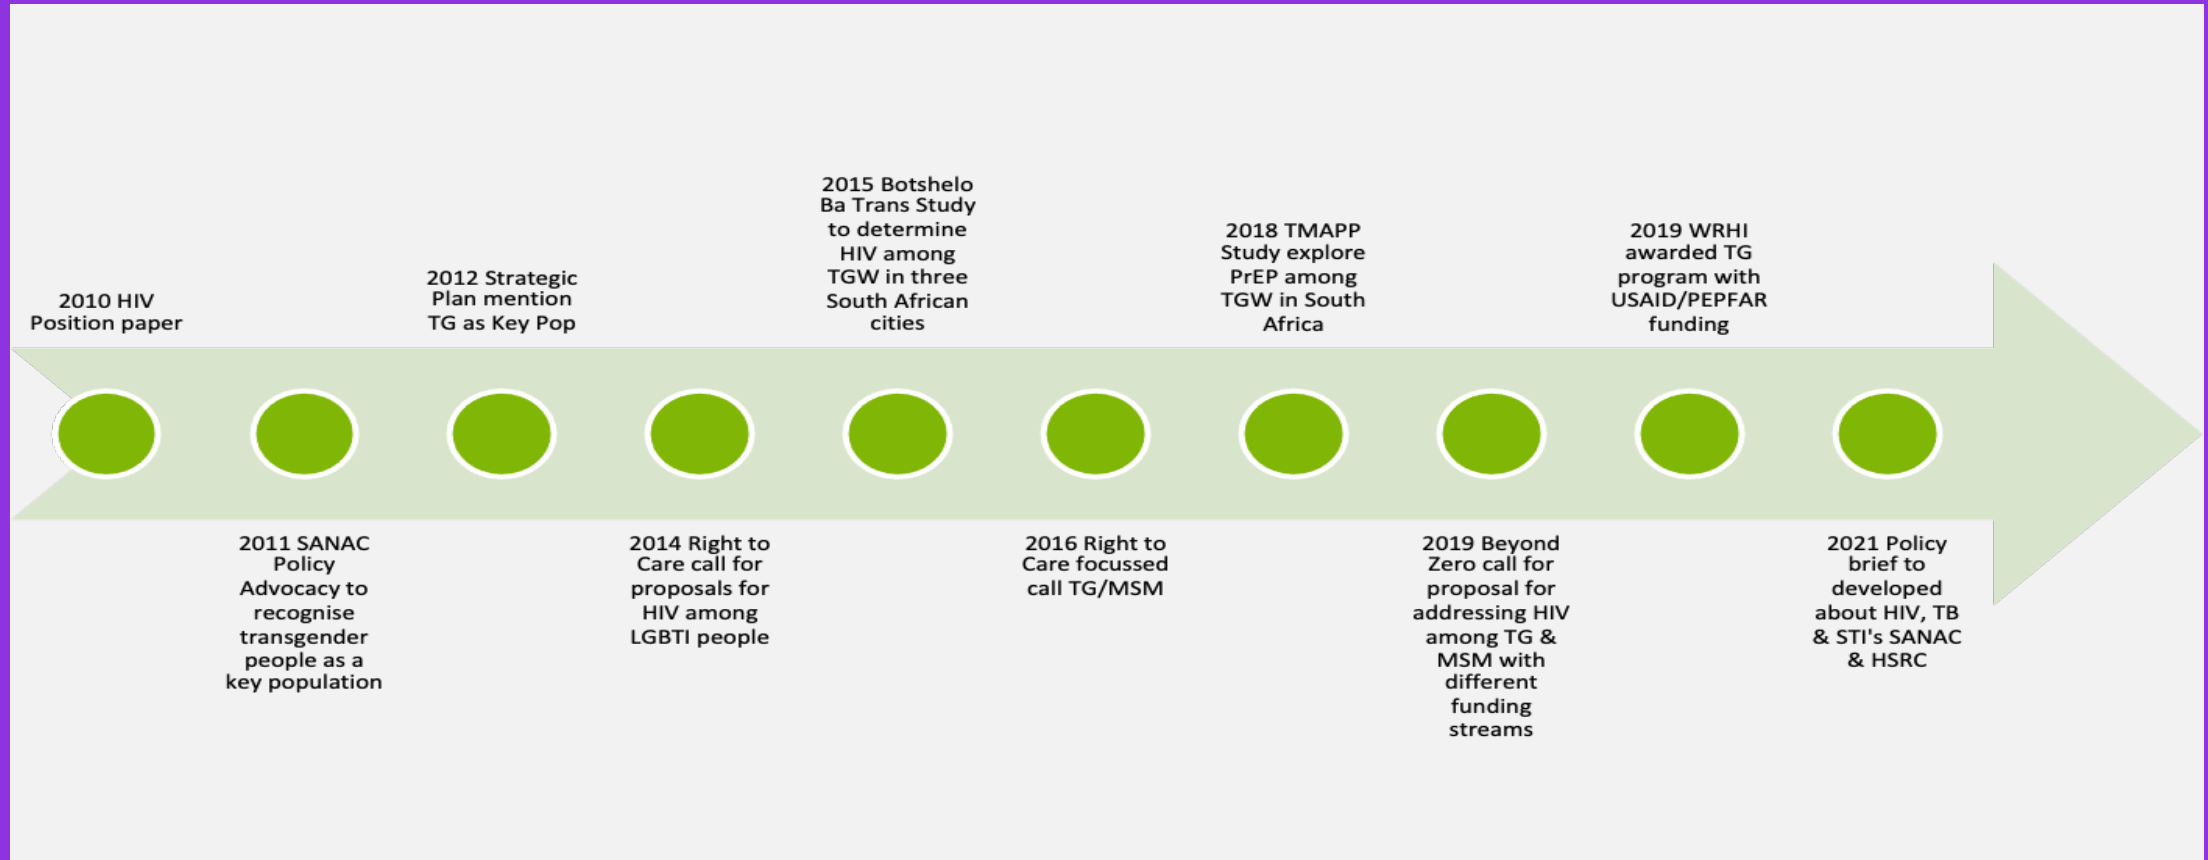 2010 HIV
Position paper
2011 SANAC
Policy
Advocacy to
recognise
transgender
people as a
key population
2012 Strategic
Plan mention
TG as Key Pop
2014 Right to
Care call for
proposals for
HIV among
LGBTI people
2015 Botshelo
Ba Trans Study
to determine
HIV among
TGW in three
South African
cities
2016 Right to
Care focussed
call TG/MSM
2018 TMAPP
Study explore
PrEP among
TGW in South
Africa
2019 Beyond
Zero call for
proposal for
addressing HIV
among TG &
MSM with
different
funding
streams
2019 WRHI
awarded TG
program with
USAID/PEPFAR
funding
2021 Policy
brief to
developed
about HIV, TB
& STI's SANAC
& HSRC